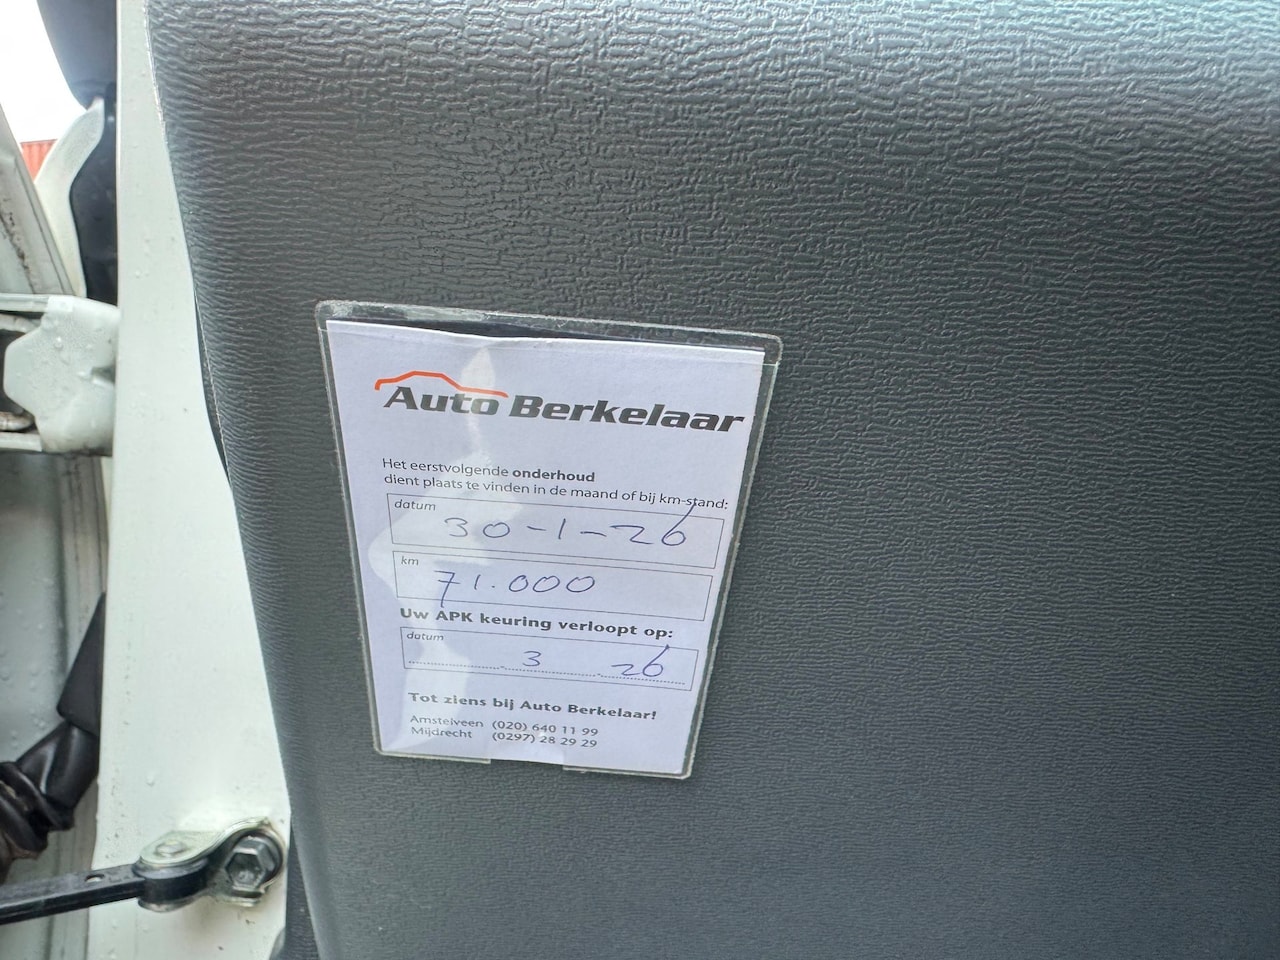 Auto Berkelaar
Het eerstvolgende onderhoud
dient plaats te vinden in de maand of bij km-stand:
datum
30-1-26
km
71.000
Uw APK keuring verloopt op:
datum
3 26
Tot ziens bij Auto Berkelaar!
Amstelveen (020) 640 11 99
Mijdrecht (0297) 28 29 29